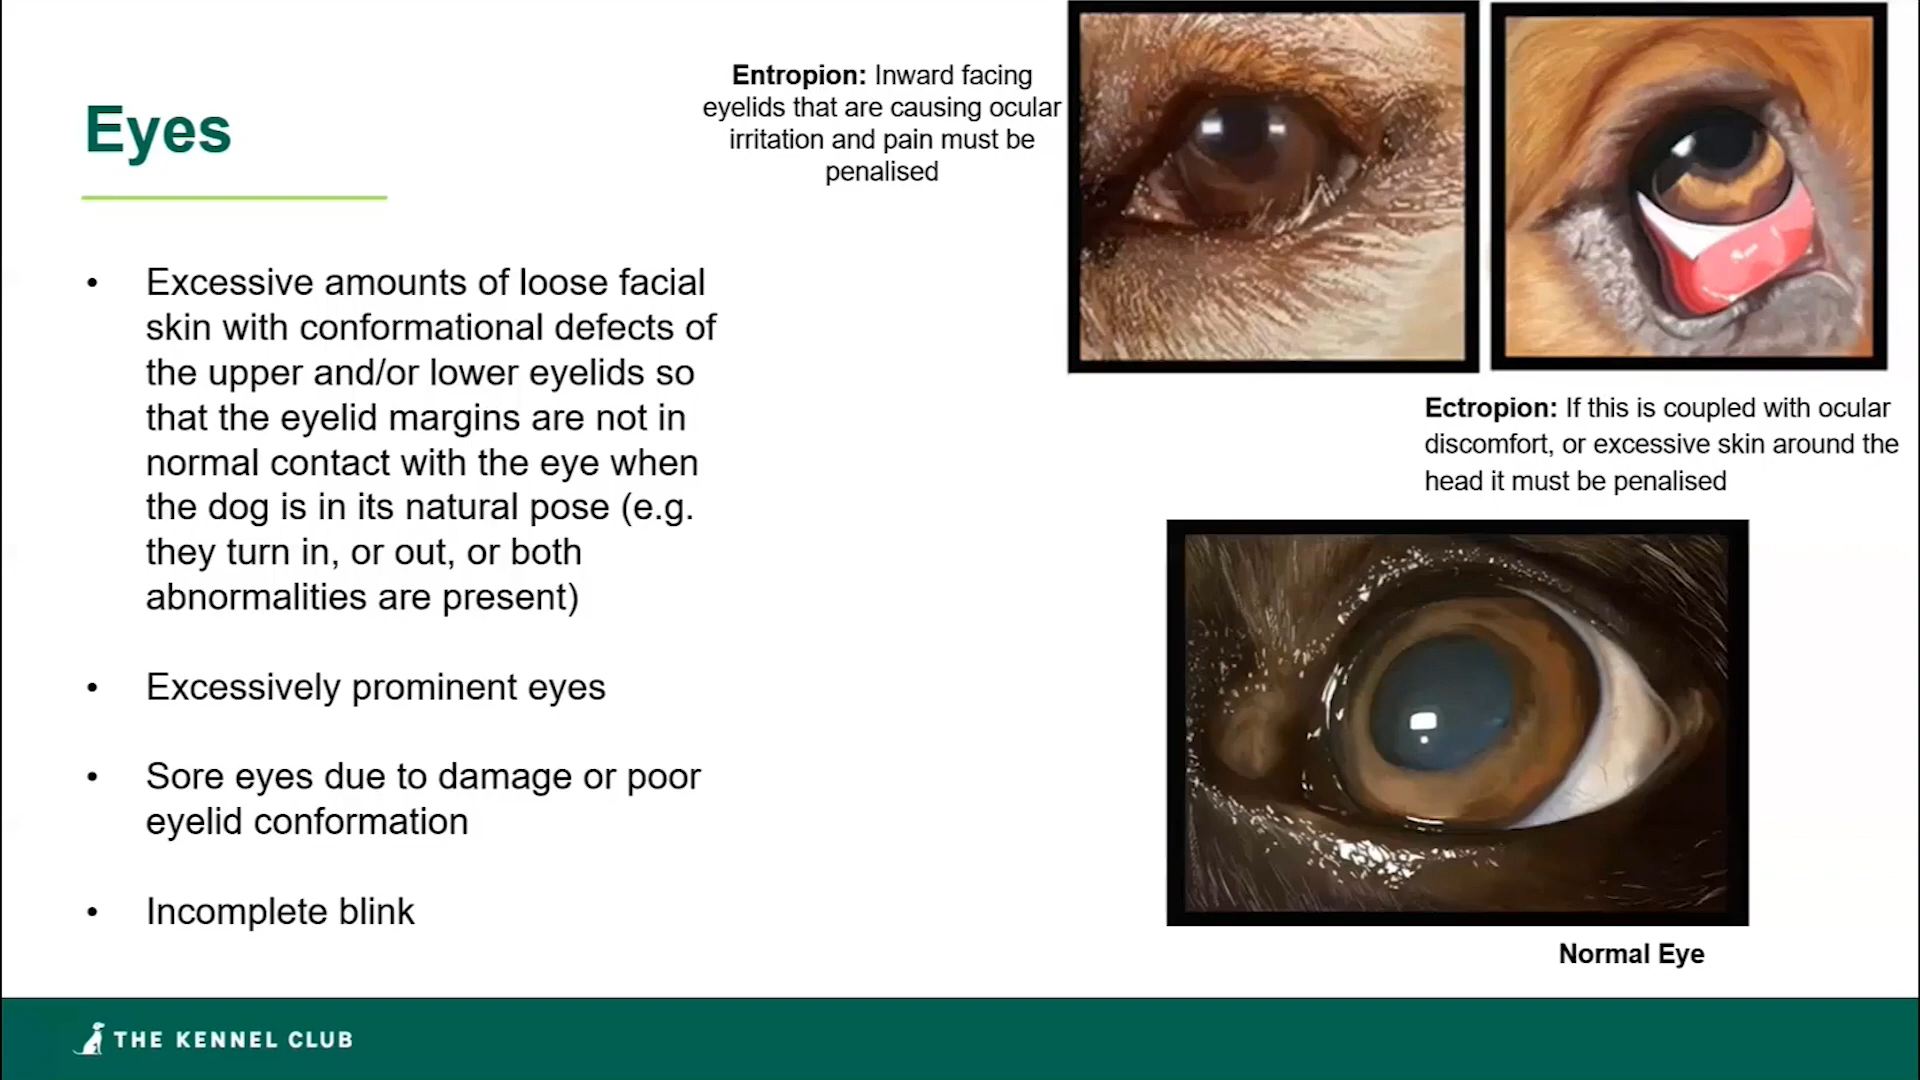 Eyes
Entropion: Inward facing
eyelids that are causing ocular
irritation and pain must be
penalised
• Excessive amounts of loose facial
skin with conformational defects of
the upper and/or lower eyelids so
that the eyelid margins are not in
normal contact with the eye when
the dog is in its natural pose (e.g.
they turn in, or out, or both
abnormalities are present)
• Excessively prominent eyes
• Sore eyes due to damage or poor
eyelid conformation
• Incomplete blink
Ectropion: If this is coupled with ocular
discomfort, or excessive skin around the
head it must be penalised
Normal Eye
THE KENNEL CLUB